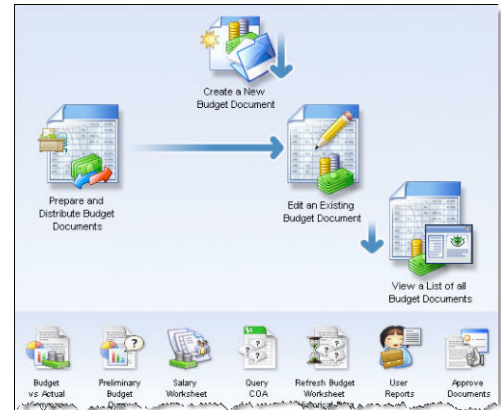 Create a New
Budget Document
Prepare and
Distribute Budget
Documents
Edit an Existing
Budget Document
View a List of all
Budget Documents
Budget
vs Actual
Preliminary
Budget
Salary
Worksheet
Query
COA
Refresh Budget
Worksheet
User
Reports
Approve
Documents